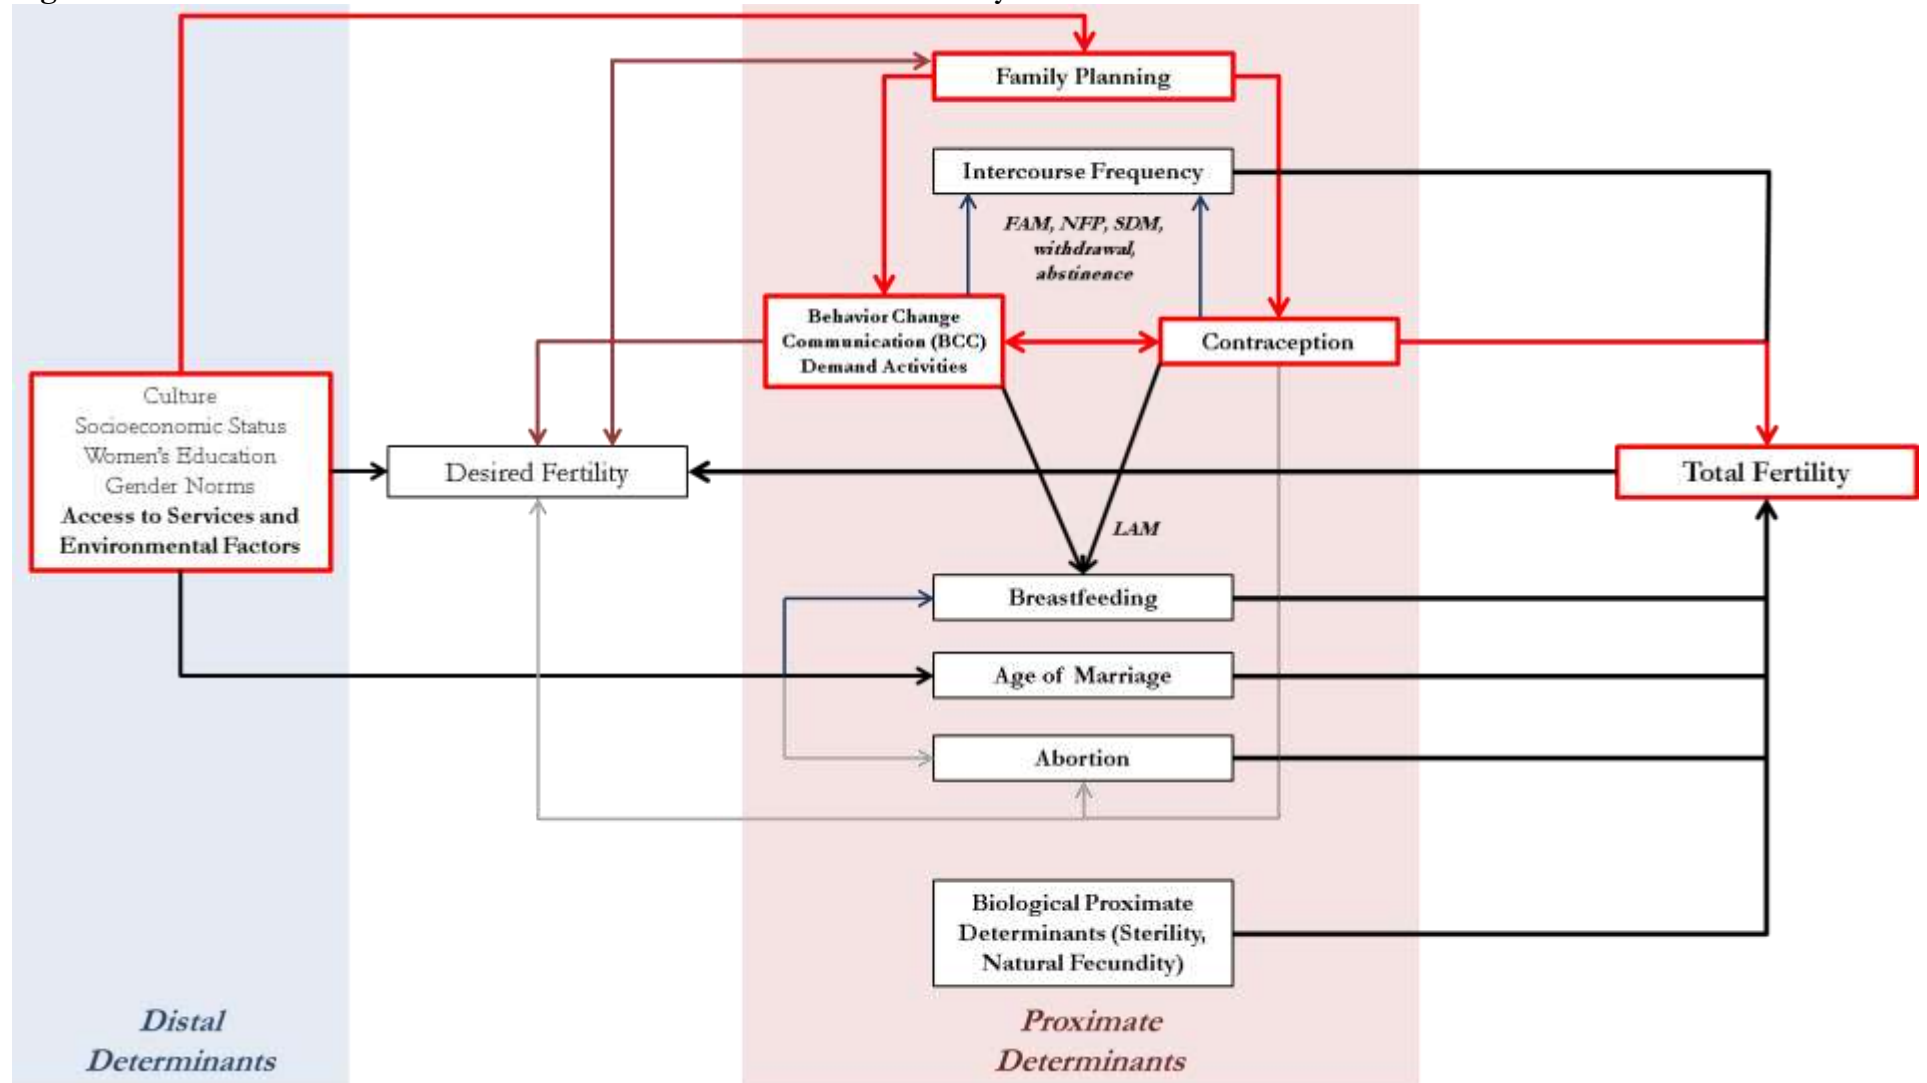 Family Planning
Intercourse Frequency
FAM, NFP, SDM,
withdrawal,
abstinence
Behavior Change
Communication (BCC)
Demand Activities
Contraception
Culture
Socioeconomic Status
Women's Education
Gender Norms
Access to Services and
Environmental Factors
Desired Fertility
Total Fertility
LAM
Breastfeeding
Age of Marriage
Abortion
Biological Proximate
Determinants (Sterility,
Natural Fecundity)
Distal
Determinants
Proximate
Determinants